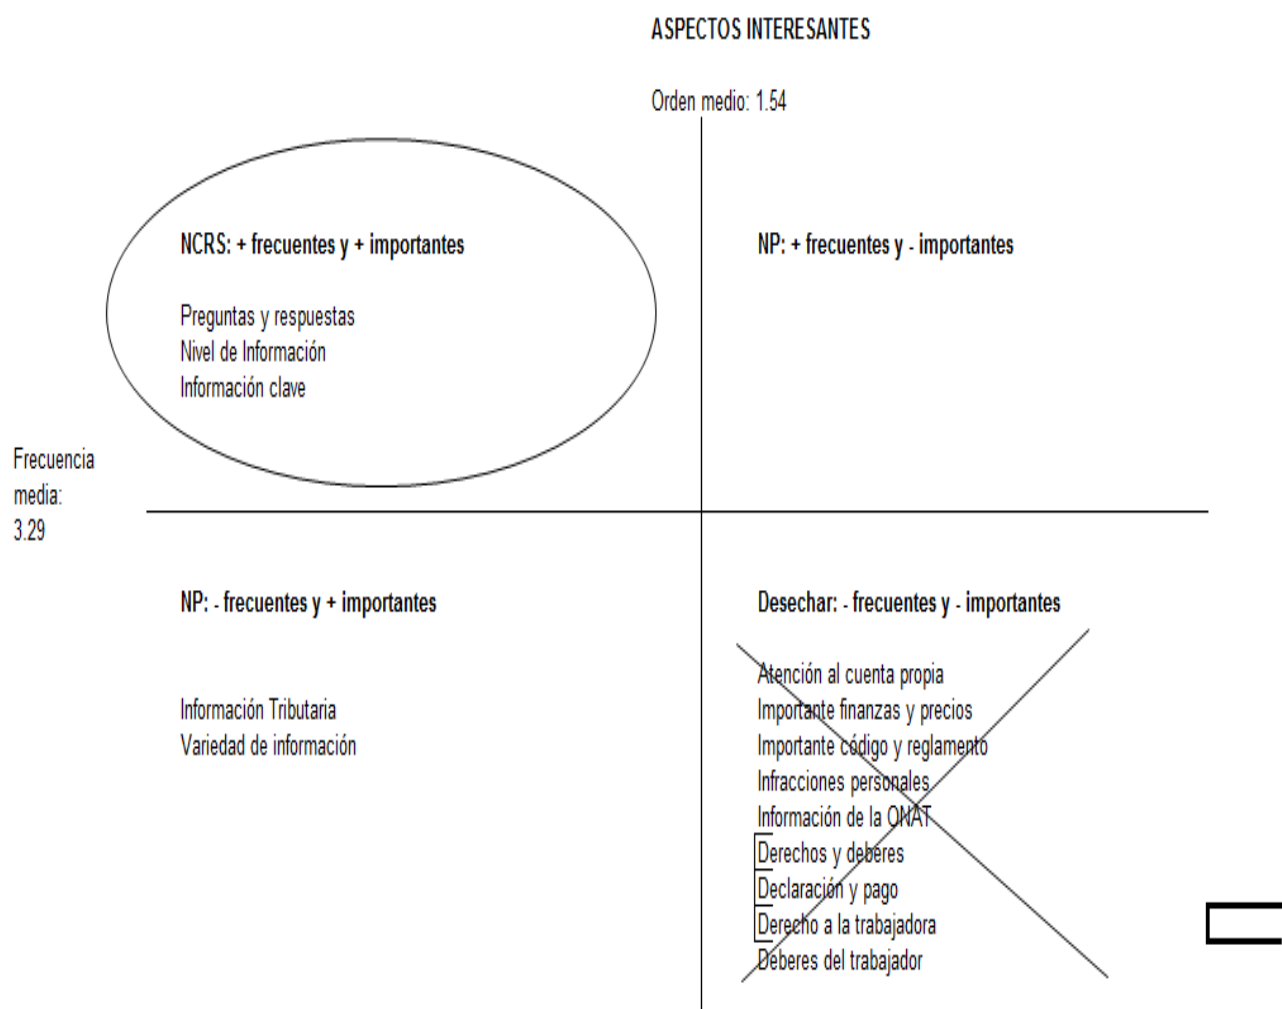 ASPECTOS INTERESANTES
Orden medio: 1.54
NCRS: + frecuentes y + importantes
Preguntas y respuestas
Nivel de Información
Información clave
NP: + frecuentes y - importantes
Frecuencia
media:
3.29
NP: - frecuentes y + importantes
Información Tributaria
Variedad de información
Desechar: - frecuentes y - importantes
Atención al cuenta propia
Importante finanzas y precios
Importante código y reglamento
Infracciones personales
Información de la ONAT
Derechos y deberes
Declaración y pago
Derecho a la trabajadora
Deberes del trabajador